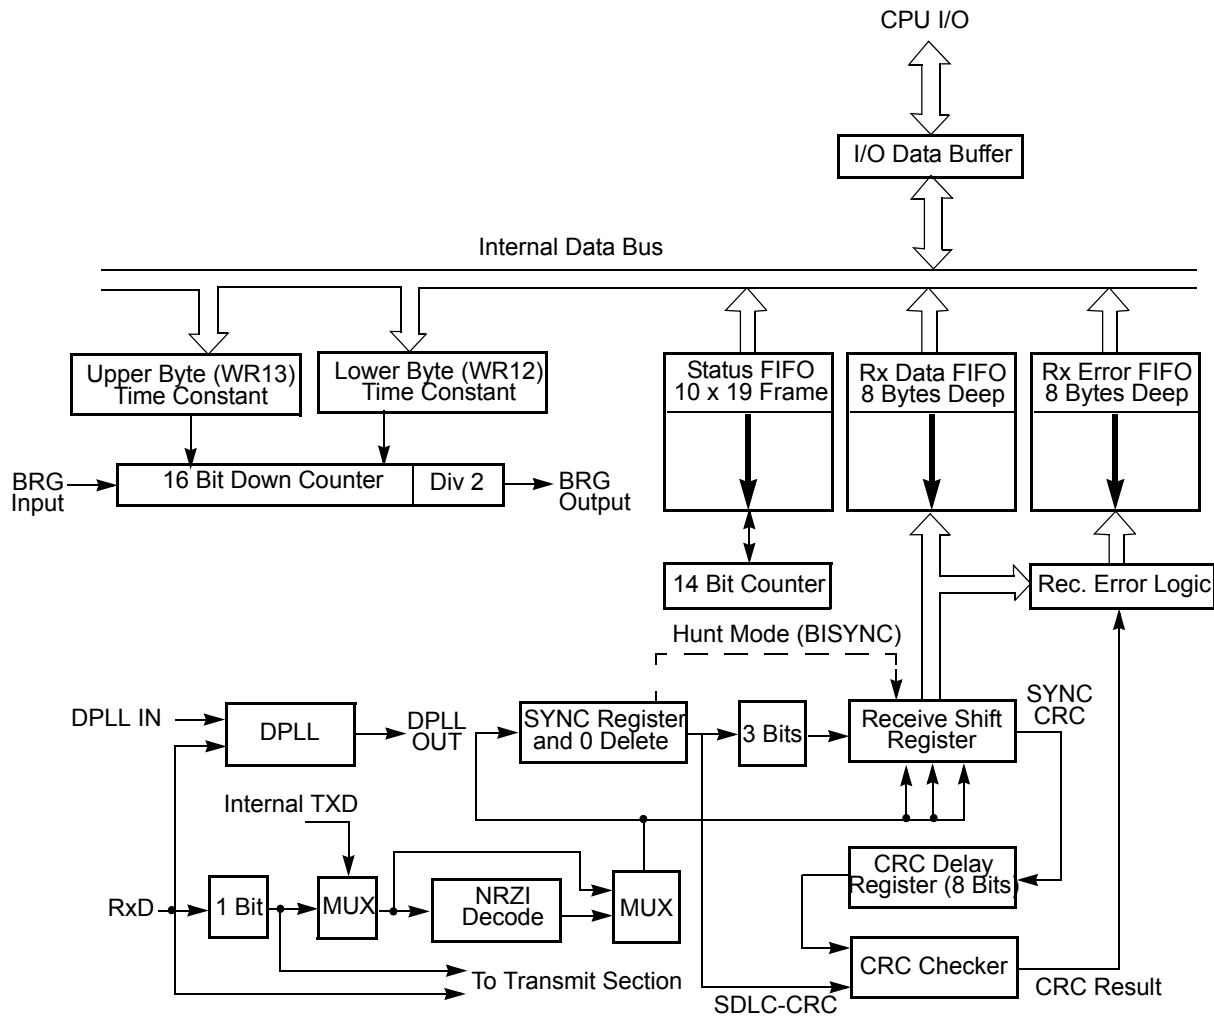 CPU I/O
I/O Data Buffer
Internal Data Bus
Upper Byte (WR13)
Time Constant
Lower Byte (WR12)
Time Constant
Status FIFO
10 x 19 Frame
Rx Data FIFO
8 Bytes Deep
Rx Error FIFO
8 Bytes Deep
BRG
Input
16 Bit Down Counter
Div 2
BRG
Output
14 Bit Counter
Rec. Error Logic
Hunt Mode (BISYNC)
DPLL IN
DPLL
DPLL
OUT
SYNC Register
and 0 Delete
3 Bits
Receive Shift
Register
SYNC
CRC
Internal TXD
RxD
1 Bit
MUX
NRZI
Decode
MUX
CRC Delay
Register (8 Bits)
To Transmit Section
CRC Checker
SDLC-CRC
CRC Result